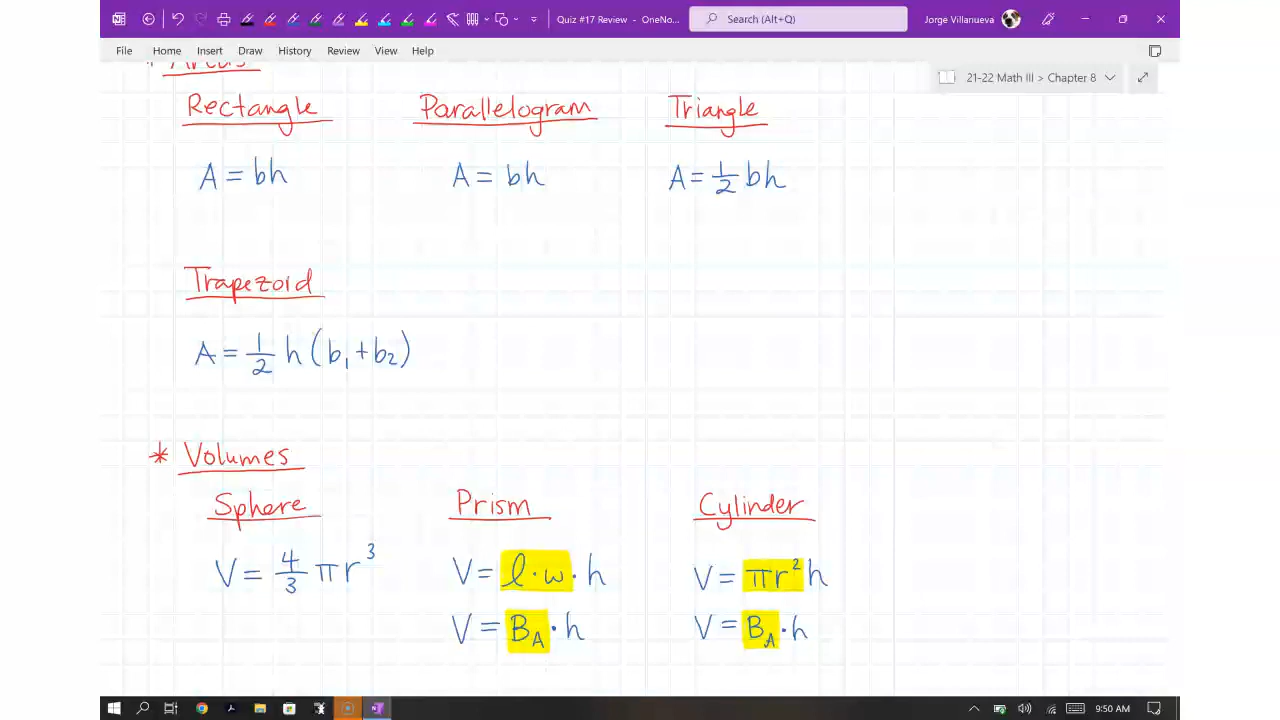 Quiz #17 Review - OneNo...
Search (Alt+Q)
Jorge Villanueva
File Home Insert Draw History Review View Help
21-22 Math III > Chapter 8
* Areas
Rectangle Parallelogram Triangle
A = bh A = bh A = 1/2 bh
Trapezoid
A = 1/2 h (b₁ + b₂)
* Volumes
Sphere Prism Cylinder
V = 4/3 πr³ V = l · w · h V = πr²h
V = B_A · h V = B_A · h
9:50 AM